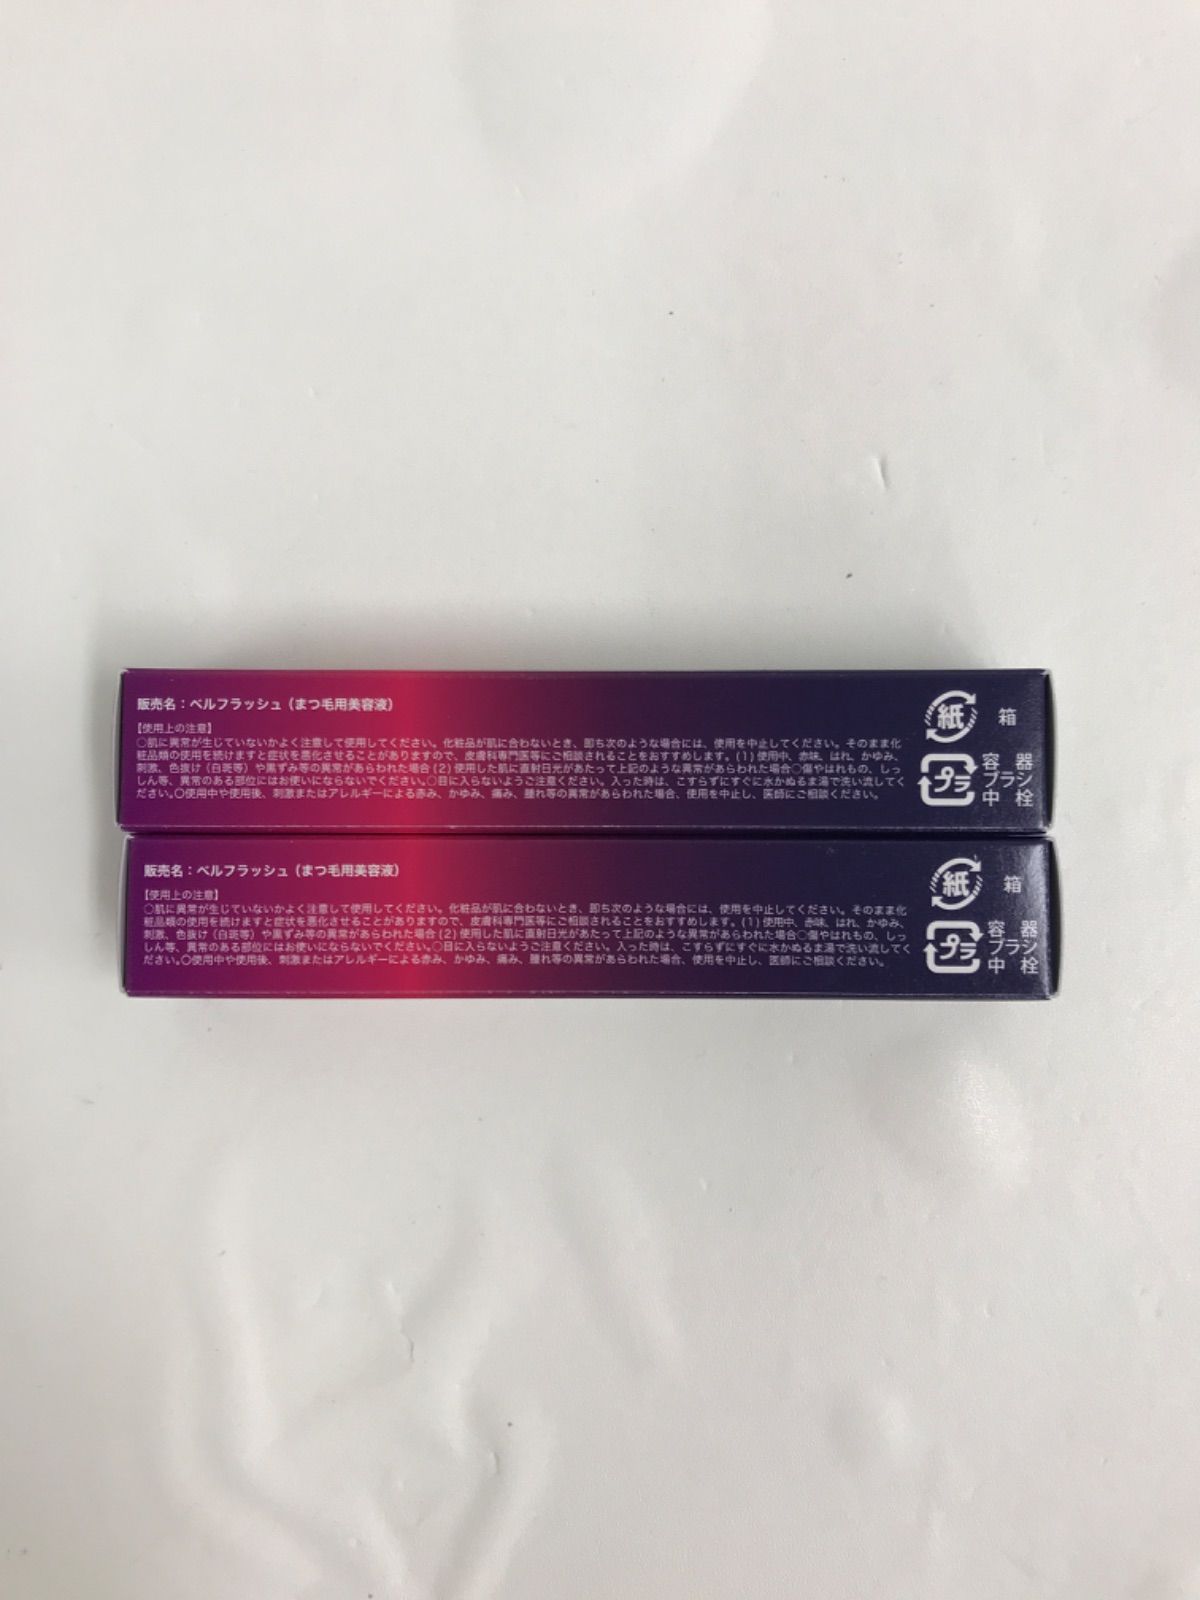 販売名：ベルフラッシュ（まつ毛用美容液）
【使用上の注意】
○肌に異常が生じていないかよく注意して使用してください。化粧品が肌に合わないとき、即ち次のような場合には、使用を中止してください。そのまま化
粧品類の使用を続けますと症状を悪化させることがありますので、皮膚科専門医等にご相談されることをおすすめします。(1)使用中、赤味、はれ、かゆみ、
刺激、色抜け（白斑等）や黒ずみ等の異常があらわれた場合(2)使用した肌に直射日光があたって上記のような異常があらわれた場合○傷やはれもの、しっ
しん等、異常のある部位にはお使いにならないでください。○目に入らないようご注意ください。入った時は、こすらずにすぐに水かぬるま湯で洗い流してく
ださい。○使用中や使用後、刺激またはアレルギーによる赤み、かゆみ、痛み、腫れ等の異常があらわれた場合、使用を中止し、医師にご相談ください。
紙 箱
プラ 容器
ブラシ
中栓
販売名：ベルフラッシュ（まつ毛用美容液）
【使用上の注意】
○肌に異常が生じていないかよく注意して使用してください。化粧品が肌に合わないとき、即ち次のような場合には、使用を中止してください。そのまま化
粧品類の使用を続けますと症状を悪化させることがありますので、皮膚科専門医等にご相談されることをおすすめします。(1)使用中、赤味、はれ、かゆみ、
刺激、色抜け（白斑等）や黒ずみ等の異常があらわれた場合(2)使用した肌に直射日光があたって上記のような異常があらわれた場合○傷やはれもの、しっ
しん等、異常のある部位にはお使いにならないでください。○目に入らないようご注意ください。入った時は、こすらずにすぐに水かぬるま湯で洗い流してく
ださい。○使用中や使用後、刺激またはアレルギーによる赤み、かゆみ、痛み、腫れ等の異常があらわれた場合、使用を中止し、医師にご相談ください。
紙 箱
プラ 容器
ブラシ
中栓